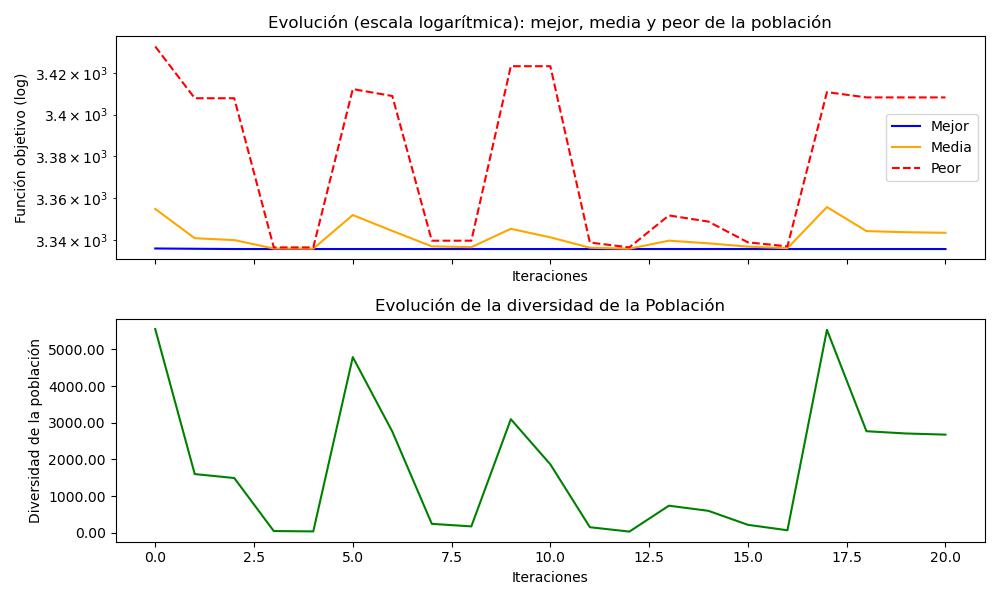 Evolución (escala logarítmica): mejor, media y peor de la población
Función objetivo (log)
3.42 × 10³
3.4 × 10³
3.38 × 10³
3.36 × 10³
3.34 × 10³
Mejor
Media
Peor
Iteraciones
Evolución de la diversidad de la Población
Diversidad de la población
5000.00
4000.00
3000.00
2000.00
1000.00
0.00
0.0 2.5 5.0 7.5 10.0 12.5 15.0 17.5 20.0
Iteraciones